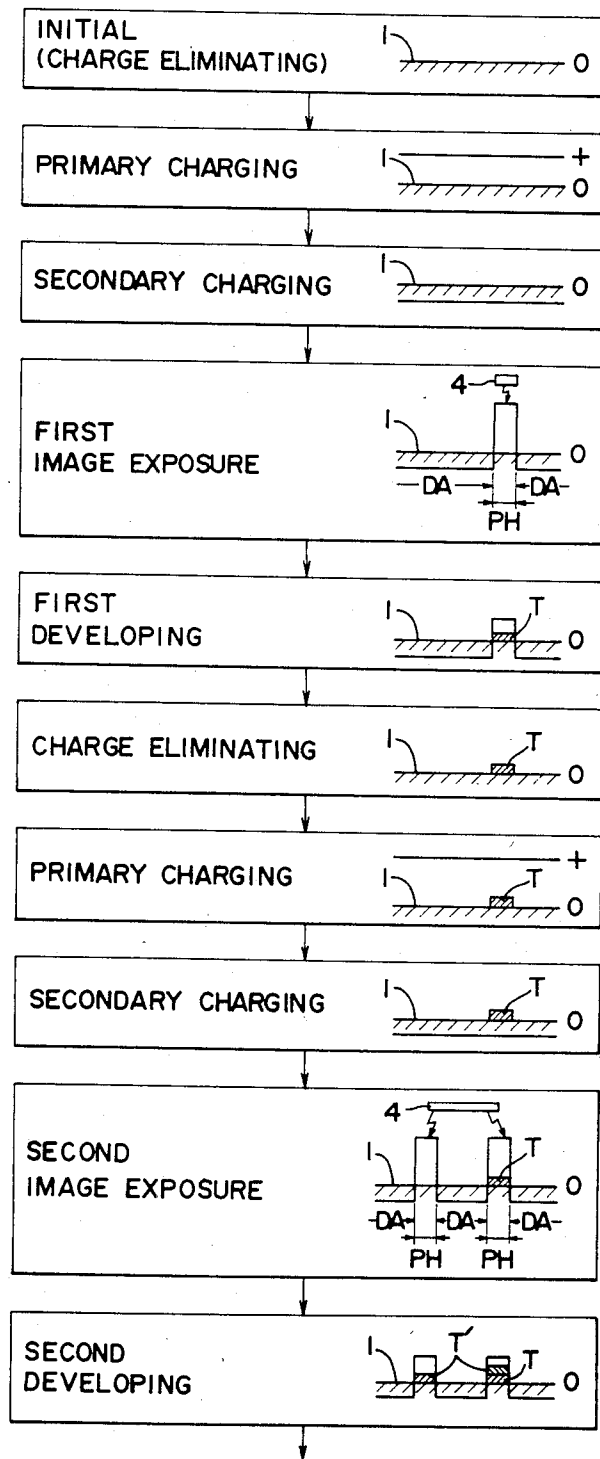 INITIAL
(CHARGE ELIMINATING)
1
0
PRIMARY CHARGING
1
+
0
SECONDARY CHARGING
1
0
FIRST
IMAGE EXPOSURE
4
1
0
DA
DA
PH
FIRST
DEVELOPING
1
T
0
CHARGE ELIMINATING
1
T
0
PRIMARY CHARGING
+
1
T
0
SECONDARY CHARGING
1
T
0
SECOND
IMAGE EXPOSURE
4
1
T
0
DA DA DA
PH PH
SECOND
DEVELOPING
1
T′
T
0